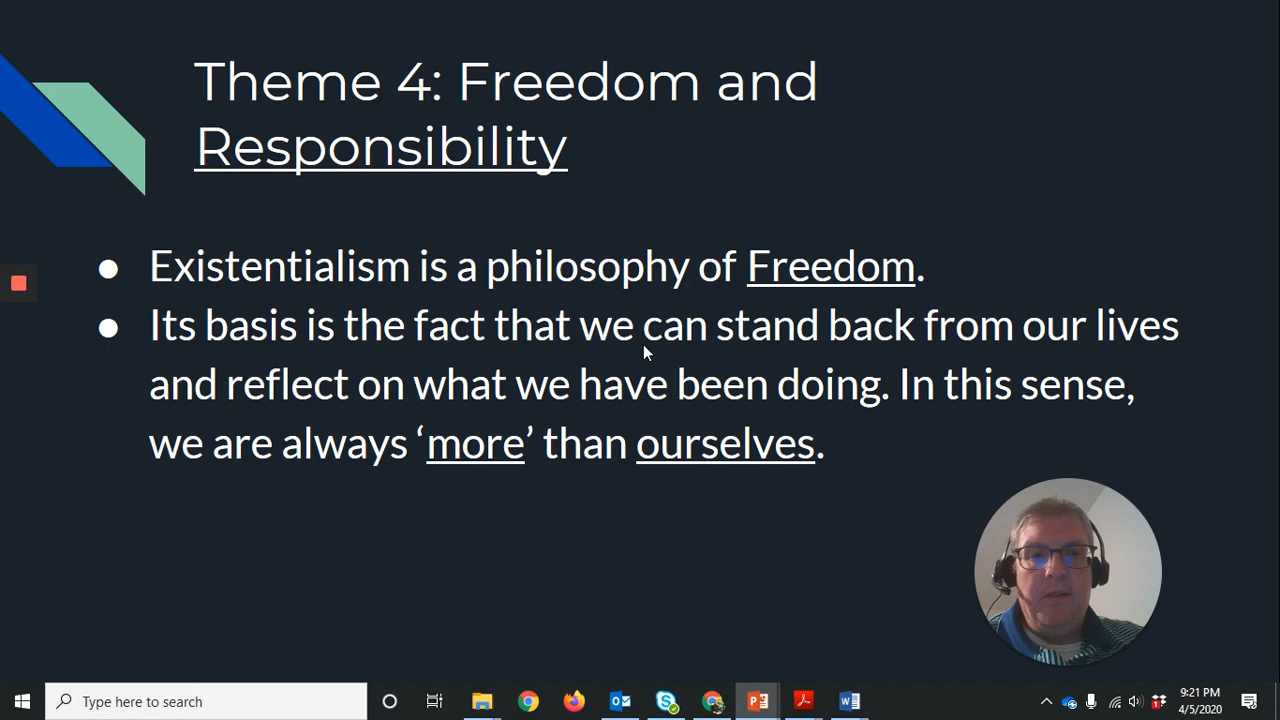 Theme 4: Freedom and
Responsibility
● Existentialism is a philosophy of Freedom.
● Its basis is the fact that we can stand back from our lives
and reflect on what we have been doing. In this sense,
we are always ‘more’ than ourselves.
Type here to search
9:21 PM
4/5/2020